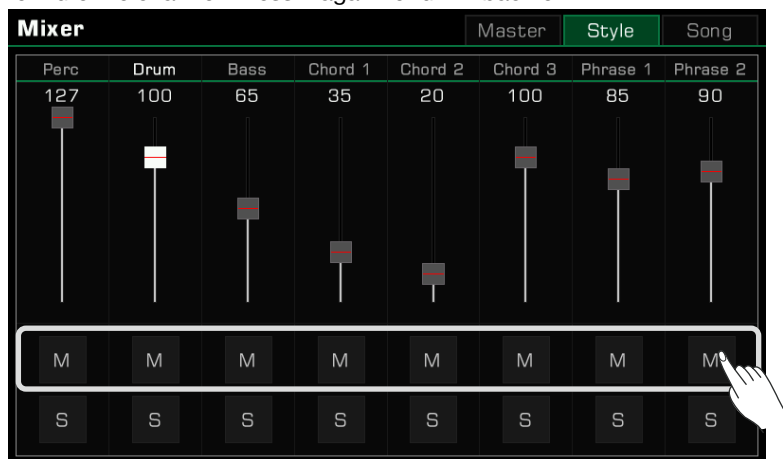 Mixer Master Style Song
Perc Drum Bass Chord 1 Chord 2 Chord 3 Phrase 1 Phrase 2
127 100 65 35 20 100 85 90
M M M M M M M M
S S S S S S S S